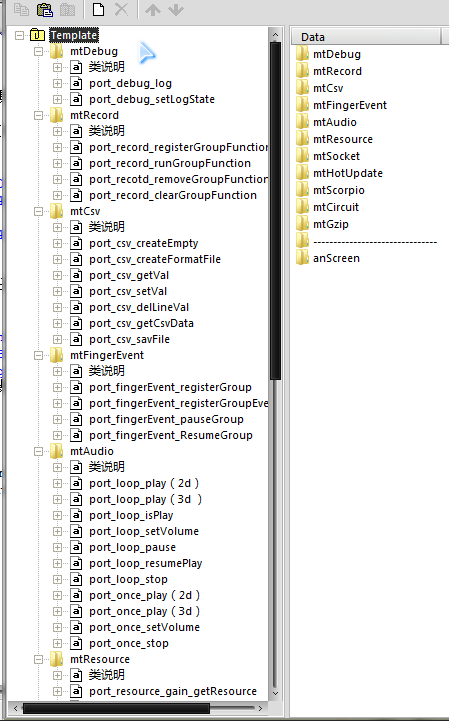 Template
mtDebug
类说明
port_debug_log
port_debug_setLogState
mtRecord
类说明
port_record_registerGroupFunction
port_record_runGroupFunction
port_recotd_removeGroupFunction
port_record_clearGroupFunction
mtCsv
类说明
port_csv_createEmpty
port_csv_createFormatFile
port_csv_getVal
port_csv_setVal
port_csv_delLineVal
port_csv_getCsvData
port_csv_savFile
mtFingerEvent
类说明
port_fingerEvent_registerGroup
port_fingerEvent_registerGroupEve
port_fingerEvent_pauseGroup
port_fingerEvent_ResumeGroup
mtAudio
类说明
port_loop_play（2d）
port_loop_play（3d ）
port_loop_isPlay
port_loop_setVolume
port_loop_pause
port_loop_resumePlay
port_loop_stop
port_once_play（2d）
port_once_play（3d）
port_once_setVolume
port_once_stop
mtResource
类说明
port_resource_gain_getResource
Data
mtDebug
mtRecord
mtCsv
mtFingerEvent
mtAudio
mtResource
mtSocket
mtHotUpdate
mtScorpio
mtCircuit
mtGzip
-------------------------------
anScreen